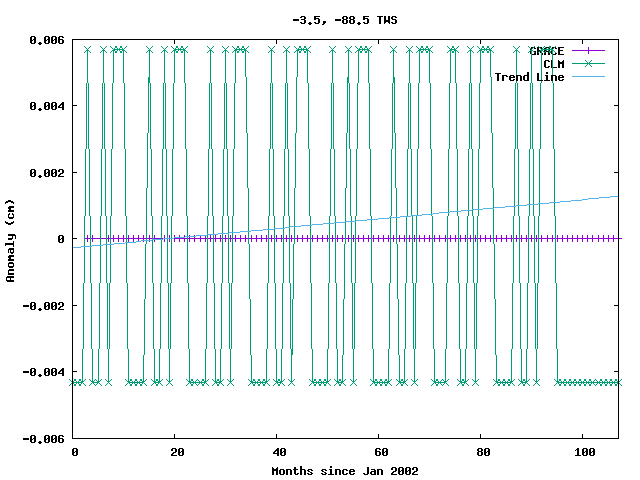 -3.5, -88.5 TWS
0.006
GRACE
CLM
Trend Line
0.004
0.002
0
-0.002
-0.004
-0.006
Anomaly (cm)
0 20 40 60 80 100
Months since Jan 2002